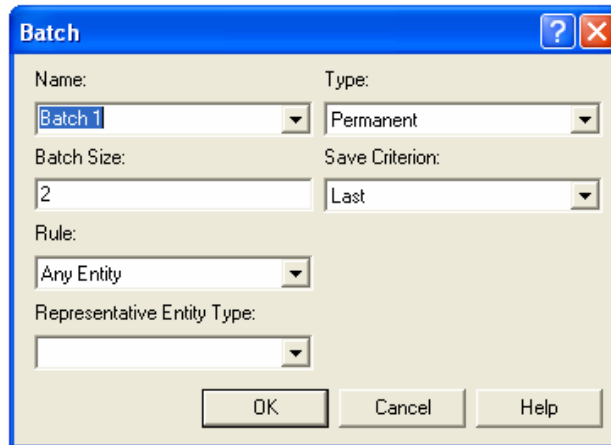 Batch
Name: Type:
Batch 1 Permanent
Batch Size: Save Criterion:
2 Last
Rule:
Any Entity
Representative Entity Type:
OK Cancel Help